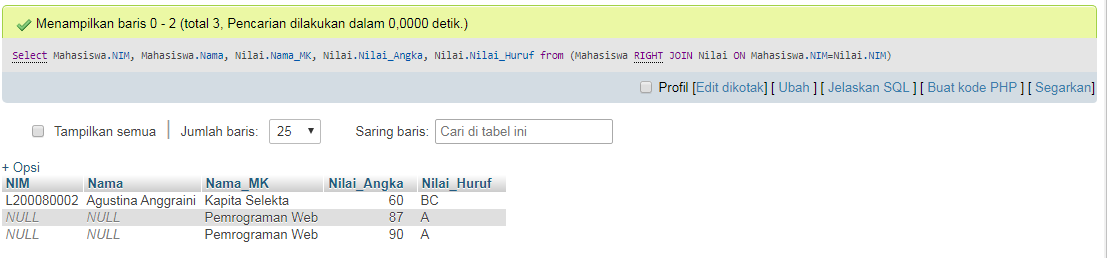 Menampilkan baris 0 - 2 (total 3, Pencarian dilakukan dalam 0,0000 detik.)
Select Mahasiswa.NIM, Mahasiswa.Nama, Nilai.Nama_MK, Nilai.Nilai_Angka, Nilai.Nilai_Huruf from (Mahasiswa RIGHT JOIN Nilai ON Mahasiswa.NIM=Nilai.NIM)
Profil [Edit dikotak] [ Ubah ] [ Jelaskan SQL ] [ Buat kode PHP ] [ Segarkan]
Tampilkan semua | Jumlah baris: 25 Saring baris: Cari di tabel ini
+ Opsi
NIM Nama Nama_MK Nilai_Angka Nilai_Huruf
L200080002 Agustina Anggraini Kapita Selekta 60 BC
NULL NULL Pemrograman Web 87 A
NULL NULL Pemrograman Web 90 A